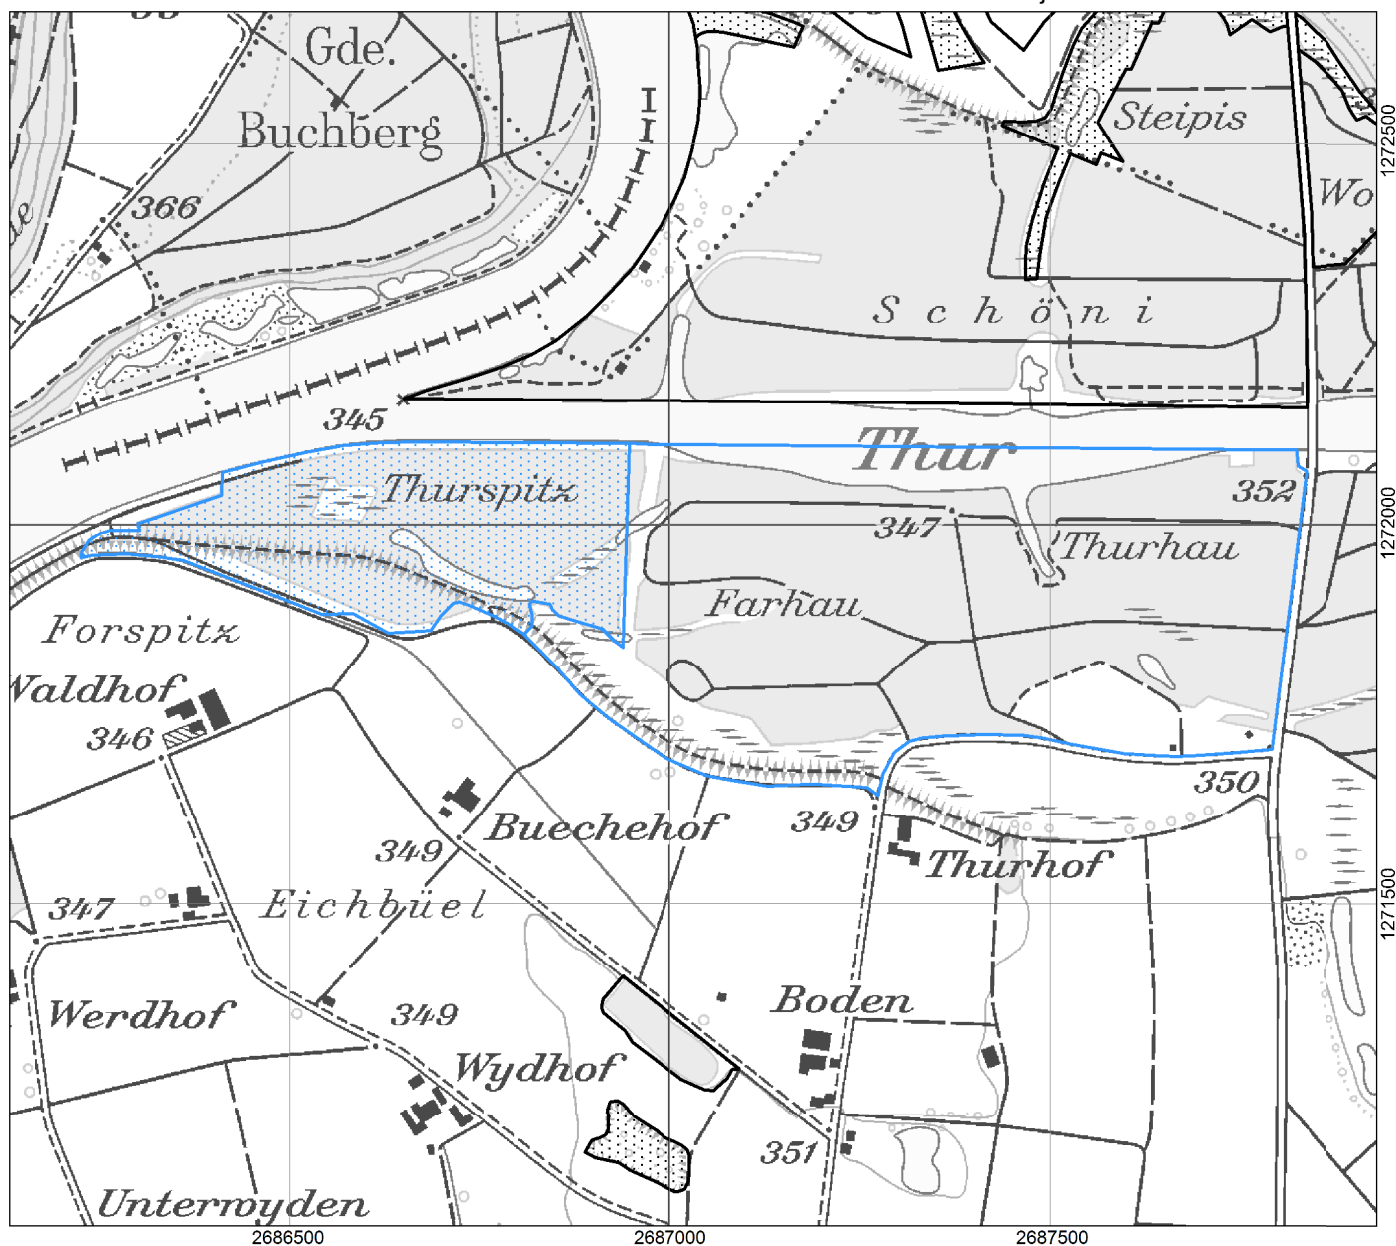 Gde.
Buchberg
366
Steipis
Wo
1272500
Schöni
345
Thur
Thurspitz
352
347
1272000
Thurhau
Farhau
Forspitz
Waldhof
346
350
349
Buechehof
349
Thurhof
Eichbüel
347
1271500
Werdhof
349
Boden
Wydhof
351
Unterwyden
2686500
2687000
2687500